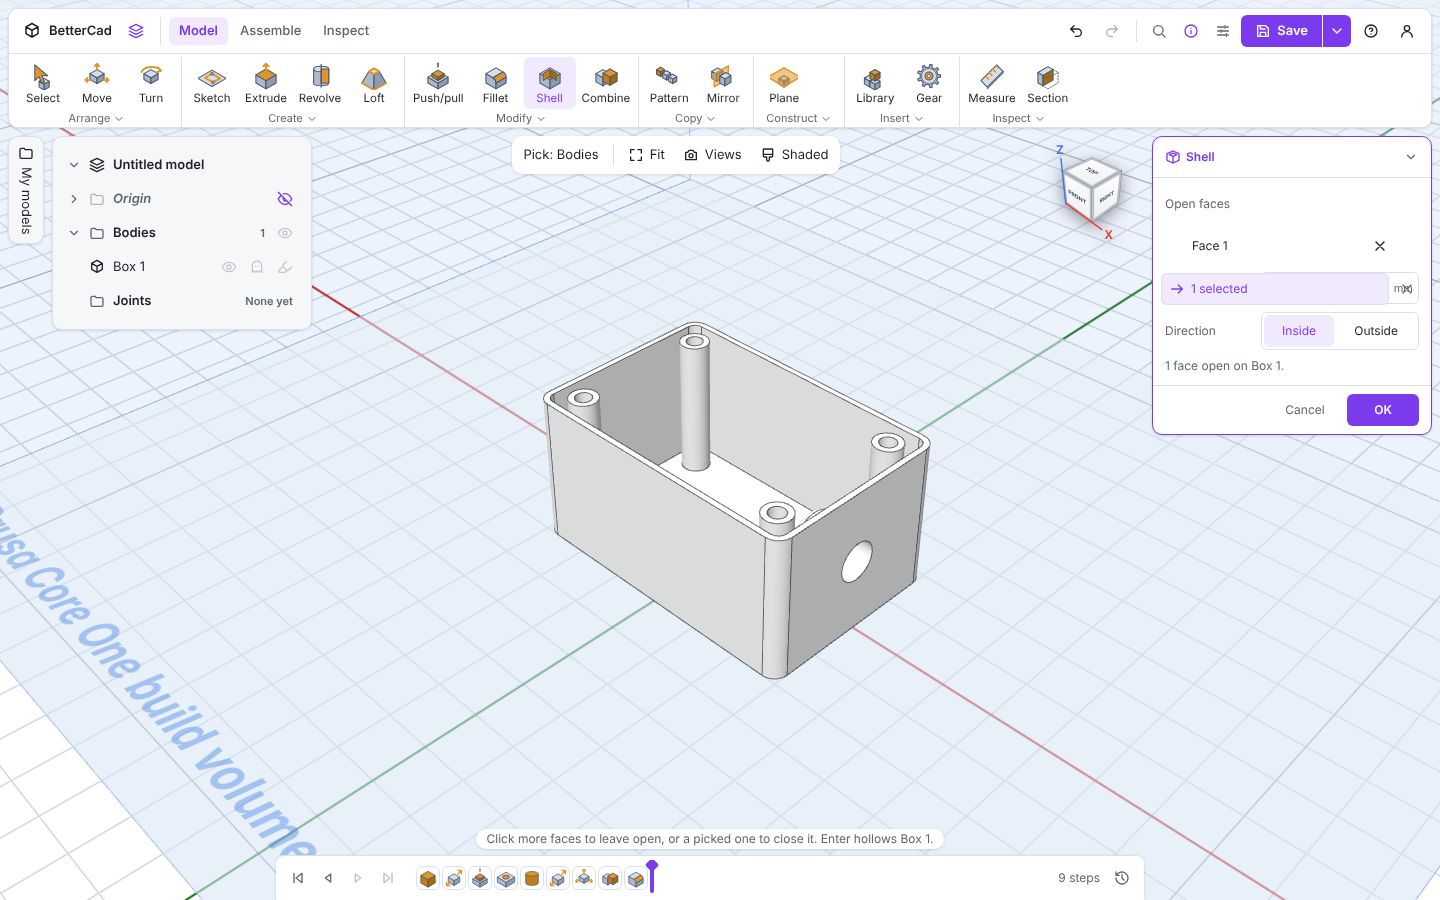 BetterCad
Model
Assemble
Inspect
Save
Select
Move
Turn
Sketch
Extrude
Revolve
Loft
Push/pull
Fillet
Shell
Combine
Pattern
Mirror
Plane
Library
Gear
Measure
Section
Arrange
Create
Modify
Copy
Construct
Insert
Inspect
My models
Untitled model
Origin
Bodies
1
Box 1
Joints
None yet
Pick: Bodies
Fit
Views
Shaded
Z
TOP
FRONT
RIGHT
X
Shell
Open faces
Face 1
1 selected
Direction
Inside
Outside
1 face open on Box 1.
Cancel
OK
Core One build volume
Click more faces to leave open, or a picked one to close it. Enter hollows Box 1.
9 steps